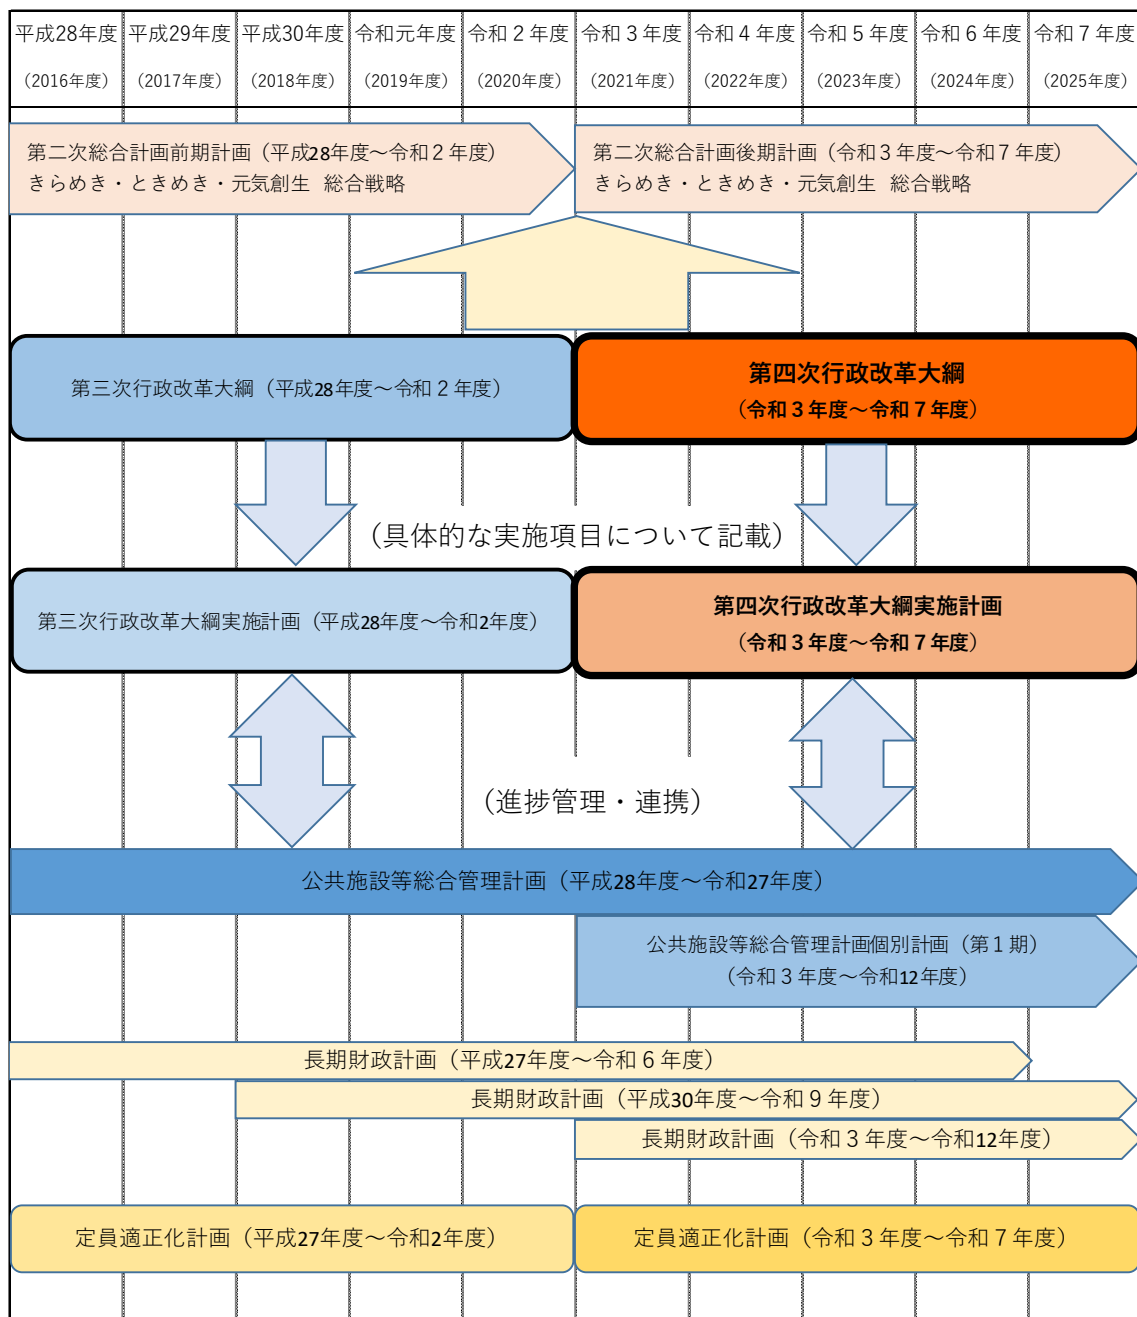 平成28年度 平成29年度 平成30年度 令和元年度 令和２年度 令和３年度 令和４年度 令和５年度 令和６年度 令和７年度
（2016年度） （2017年度） （2018年度） （2019年度） （2020年度） （2021年度） （2022年度） （2023年度） （2024年度） （2025年度）
第二次総合計画前期計画（平成28年度～令和２年度）
きらめき・ときめき・元気創生 総合戦略
第二次総合計画後期計画（令和３年度～令和７年度）
きらめき・ときめき・元気創生 総合戦略
第三次行政改革大綱（平成28年度～令和２年度）
第四次行政改革大綱
（令和３年度～令和７年度）
（具体的な実施項目について記載）
第三次行政改革大綱実施計画（平成28年度～令和2年度）
第四次行政改革大綱実施計画
（令和３年度～令和７年度）
（進捗管理・連携）
公共施設等総合管理計画（平成28年度～令和27年度）
公共施設等総合管理計画個別計画（第１期）
（令和３年度～令和12年度）
長期財政計画（平成27年度～令和６年度）
長期財政計画（平成30年度～令和９年度）
長期財政計画（令和３年度～令和12年度）
定員適正化計画（平成27年度～令和2年度）
定員適正化計画（令和３年度～令和７年度）